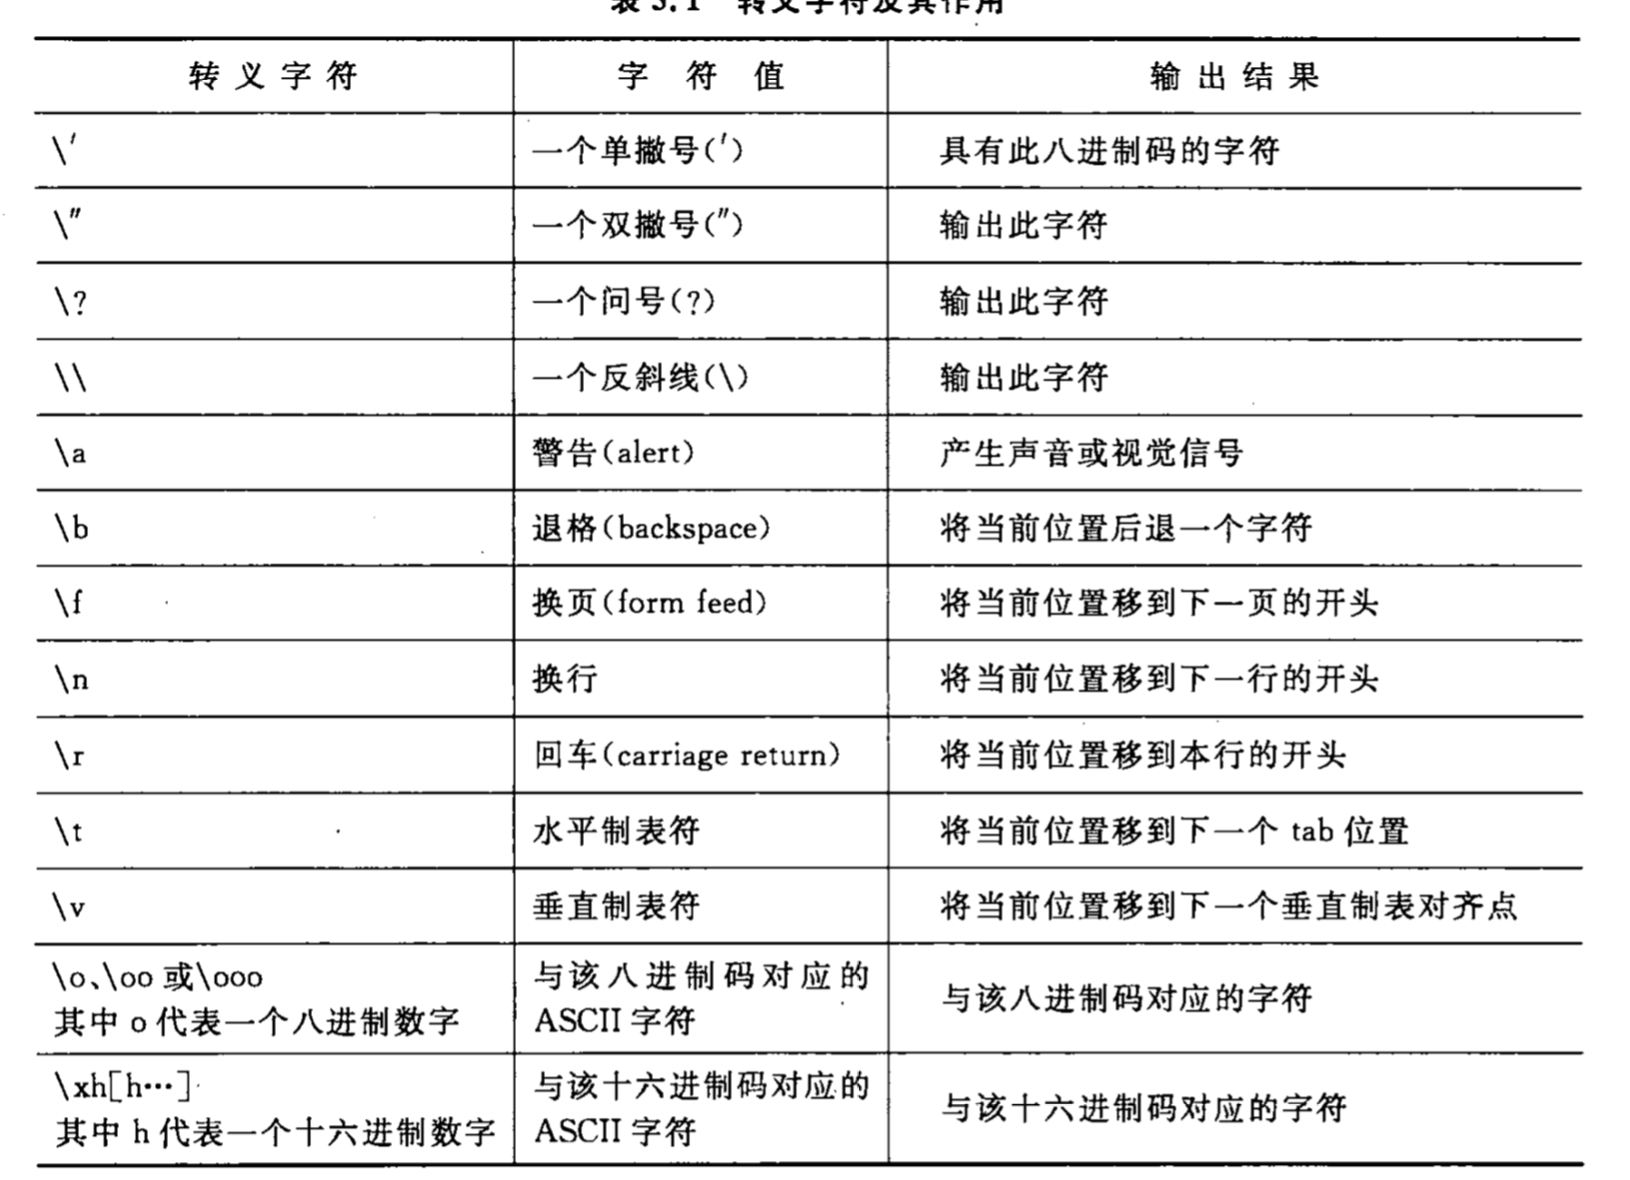 表 3.1 转义字符及其作用
转义字符 字符值 输出结果
\′ 一个单撇号(′) 具有此八进制码的字符
\″ 一个双撇号(″) 输出此字符
\? 一个问号(?) 输出此字符
\\ 一个反斜线(\) 输出此字符
\a 警告(alert) 产生声音或视觉信号
\b 退格(backspace) 将当前位置后退一个字符
\f 换页(form feed) 将当前位置移到下一页的开头
\n 换行 将当前位置移到下一行的开头
\r 回车(carriage return) 将当前位置移到本行的开头
\t 水平制表符 将当前位置移到下一个 tab 位置
\v 垂直制表符 将当前位置移到下一个垂直制表对齐点
\o、\oo 或\ooo
其中 o 代表一个八进制数字
与该八进制码对应的
ASCII 字符
与该八进制码对应的字符
\xh[h…]
其中 h 代表一个十六进制数字
与该十六进制码对应的
ASCII 字符
与该十六进制码对应的字符